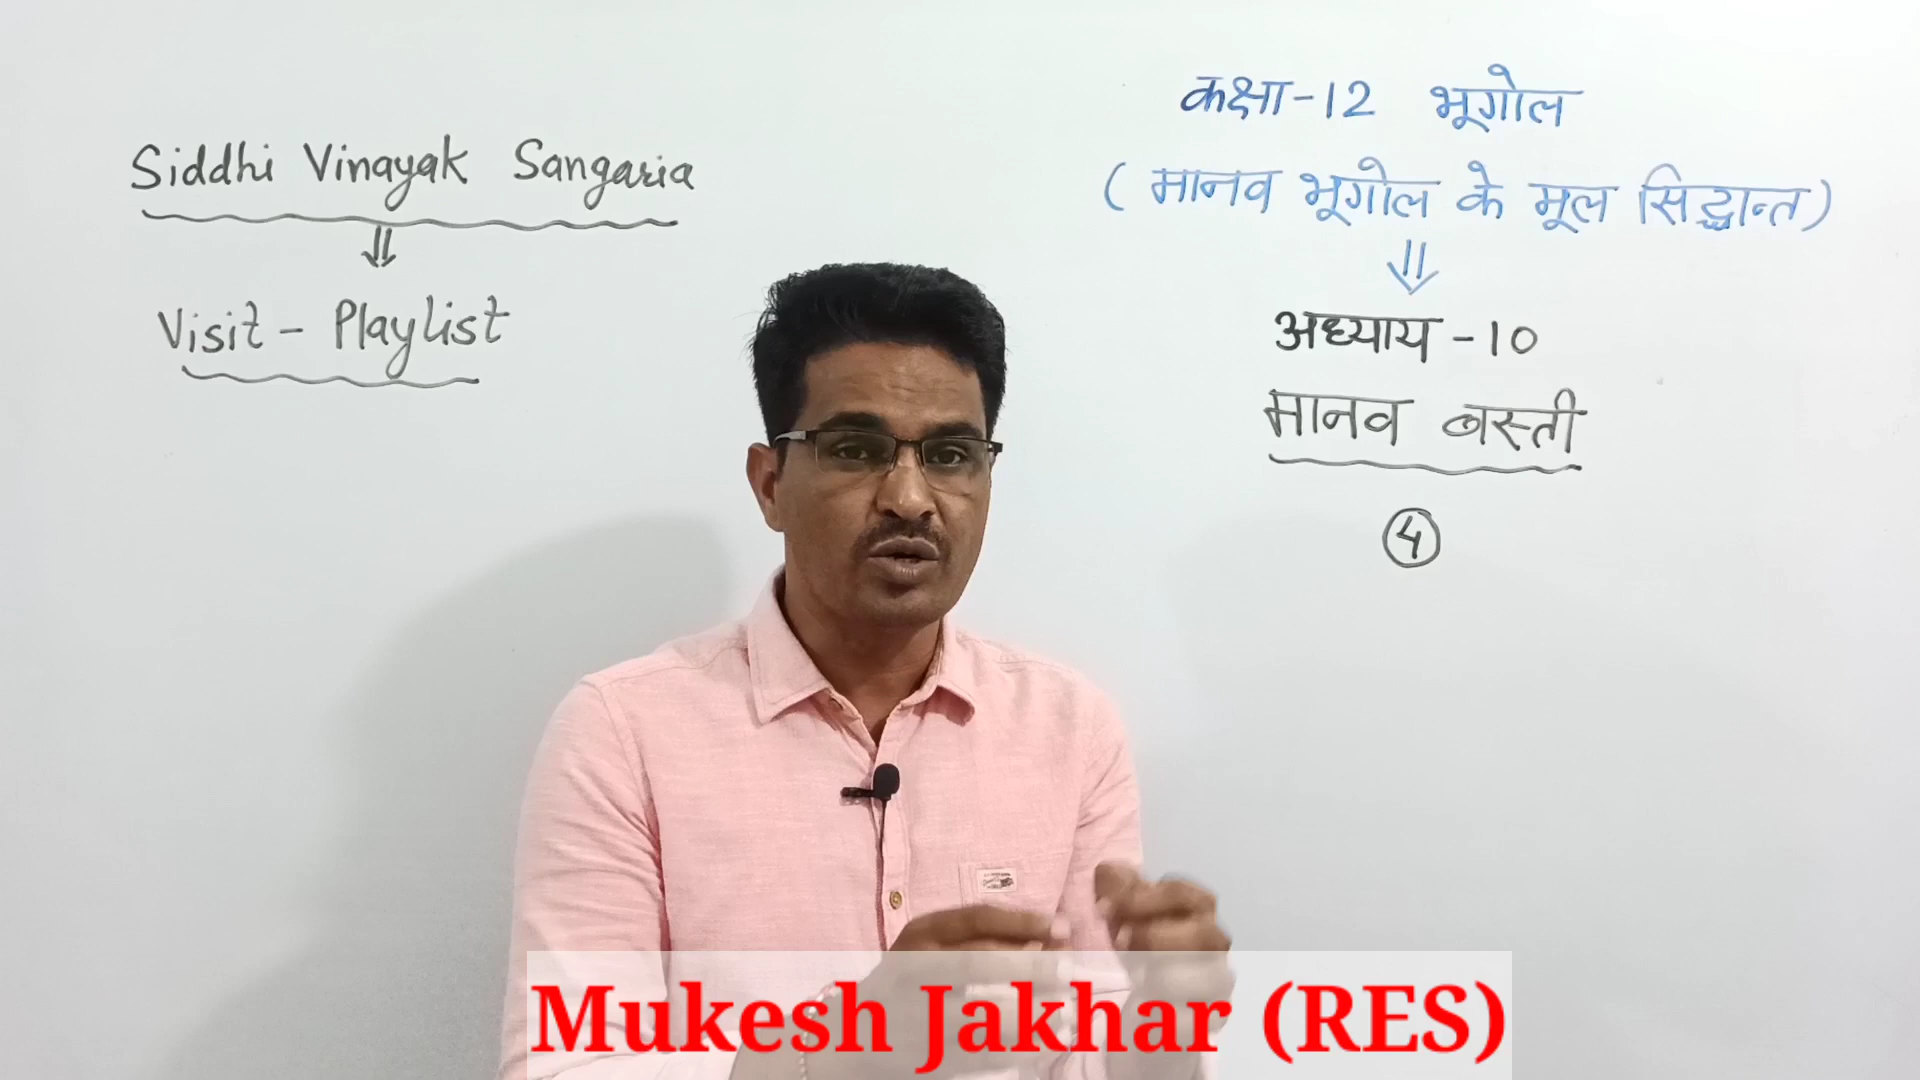 Siddhi Vinayak Sangaria
⇓
Visit - Playlist
कक्षा-12 भूगोल
(मानव भूगोल के मूल सिद्धान्त)
⇓
अध्याय -10
मानव बस्ती
4
Mukesh Jakhar (RES)